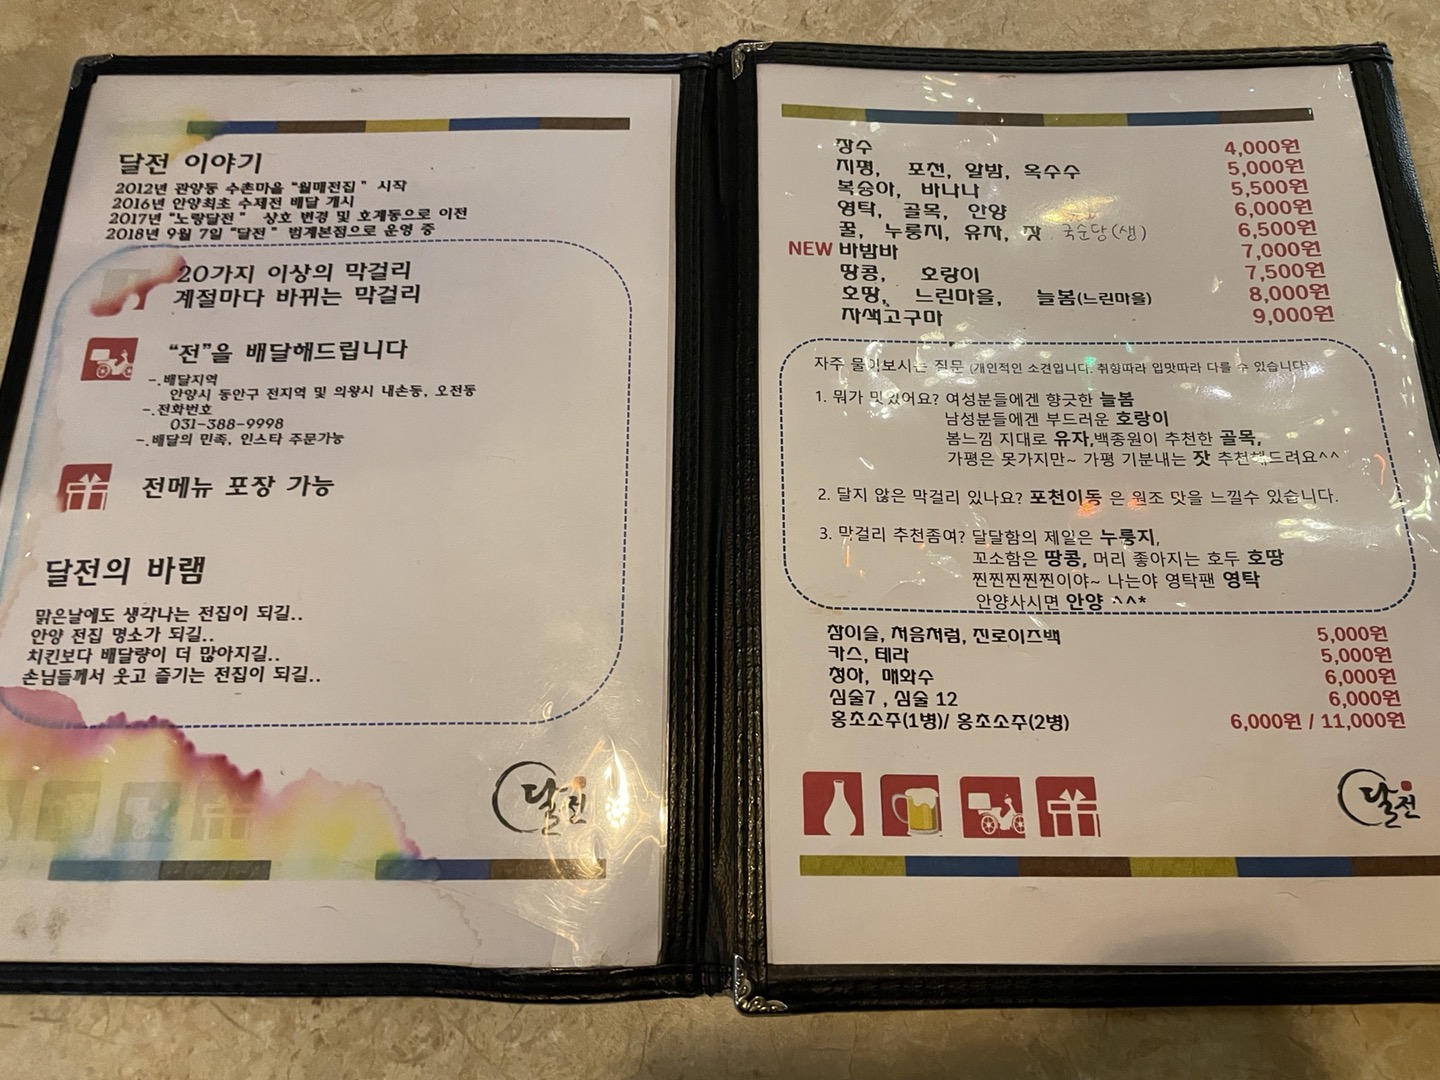 달전 이야기
2012년 관양동 수촌마을 "월매전집" 시작
2016년 안양최초 수제전 배달 개시
2017년 "노랑달전" 상호 변경 및 호계동으로 이전
2018년 9월 7일 "달전" 범계본점으로 운영 중
20가지 이상의 막걸리
계절마다 바뀌는 막걸리
"전"을 배달해드립니다
-.배달지역
안양시 동안구 전지역 및 의왕시 내손동, 오전동
-.전화번호
031-388-9998
-.배달의 민족, 인스타 주문가능
전메뉴 포장 가능
달전의 바램
맑은날에도 생각나는 전집이 되길..
안양 전집 명소가 되길..
치킨보다 배달량이 더 많아지길..
손님들께서 웃고 즐기는 전집이 되길..
달전
장수 4,000원
지평, 포천, 알밤, 옥수수 5,000원
복숭아, 바나나 5,500원
영탁, 골목, 안양 6,000원
꿀, 누룽지, 유자, 잣 국순당(생) 6,500원
NEW 바밤바 7,000원
땅콩, 호랑이 7,500원
호땅, 느린마을, 늘봄(느린마을) 8,000원
자색고구마 9,000원
자주 물어보시는 질문 (개인적인 소견입니다. 취향따라 입맛따라 다를 수 있습니다)
1. 뭐가 맛있어요? 여성분들에겐 향긋한 늘봄
남성분들에겐 부드러운 호랑이
봄느낌 지대로 유자,백종원이 추천한 골목,
가평은 못가지만~ 가평 기분내는 잣 추천해드려요^^
2. 달지 않은 막걸리 있나요? 포천이동 은 원조 맛을 느낄수 있습니다.
3. 막걸리 추천좀여? 달달함의 제일은 누룽지,
꼬소함은 땅콩, 머리 좋아지는 호두 호땅
찐찐찐찐찐이야~ 나는야 영탁팬 영탁
안양사시면 안양 ^^*
참이슬, 처음처럼, 진로이즈백 5,000원
카스, 테라 5,000원
청하, 매화수 6,000원
심술7 , 심술 12 6,000원
홍초소주(1병)/ 홍초소주(2병) 6,000원 / 11,000원
달전